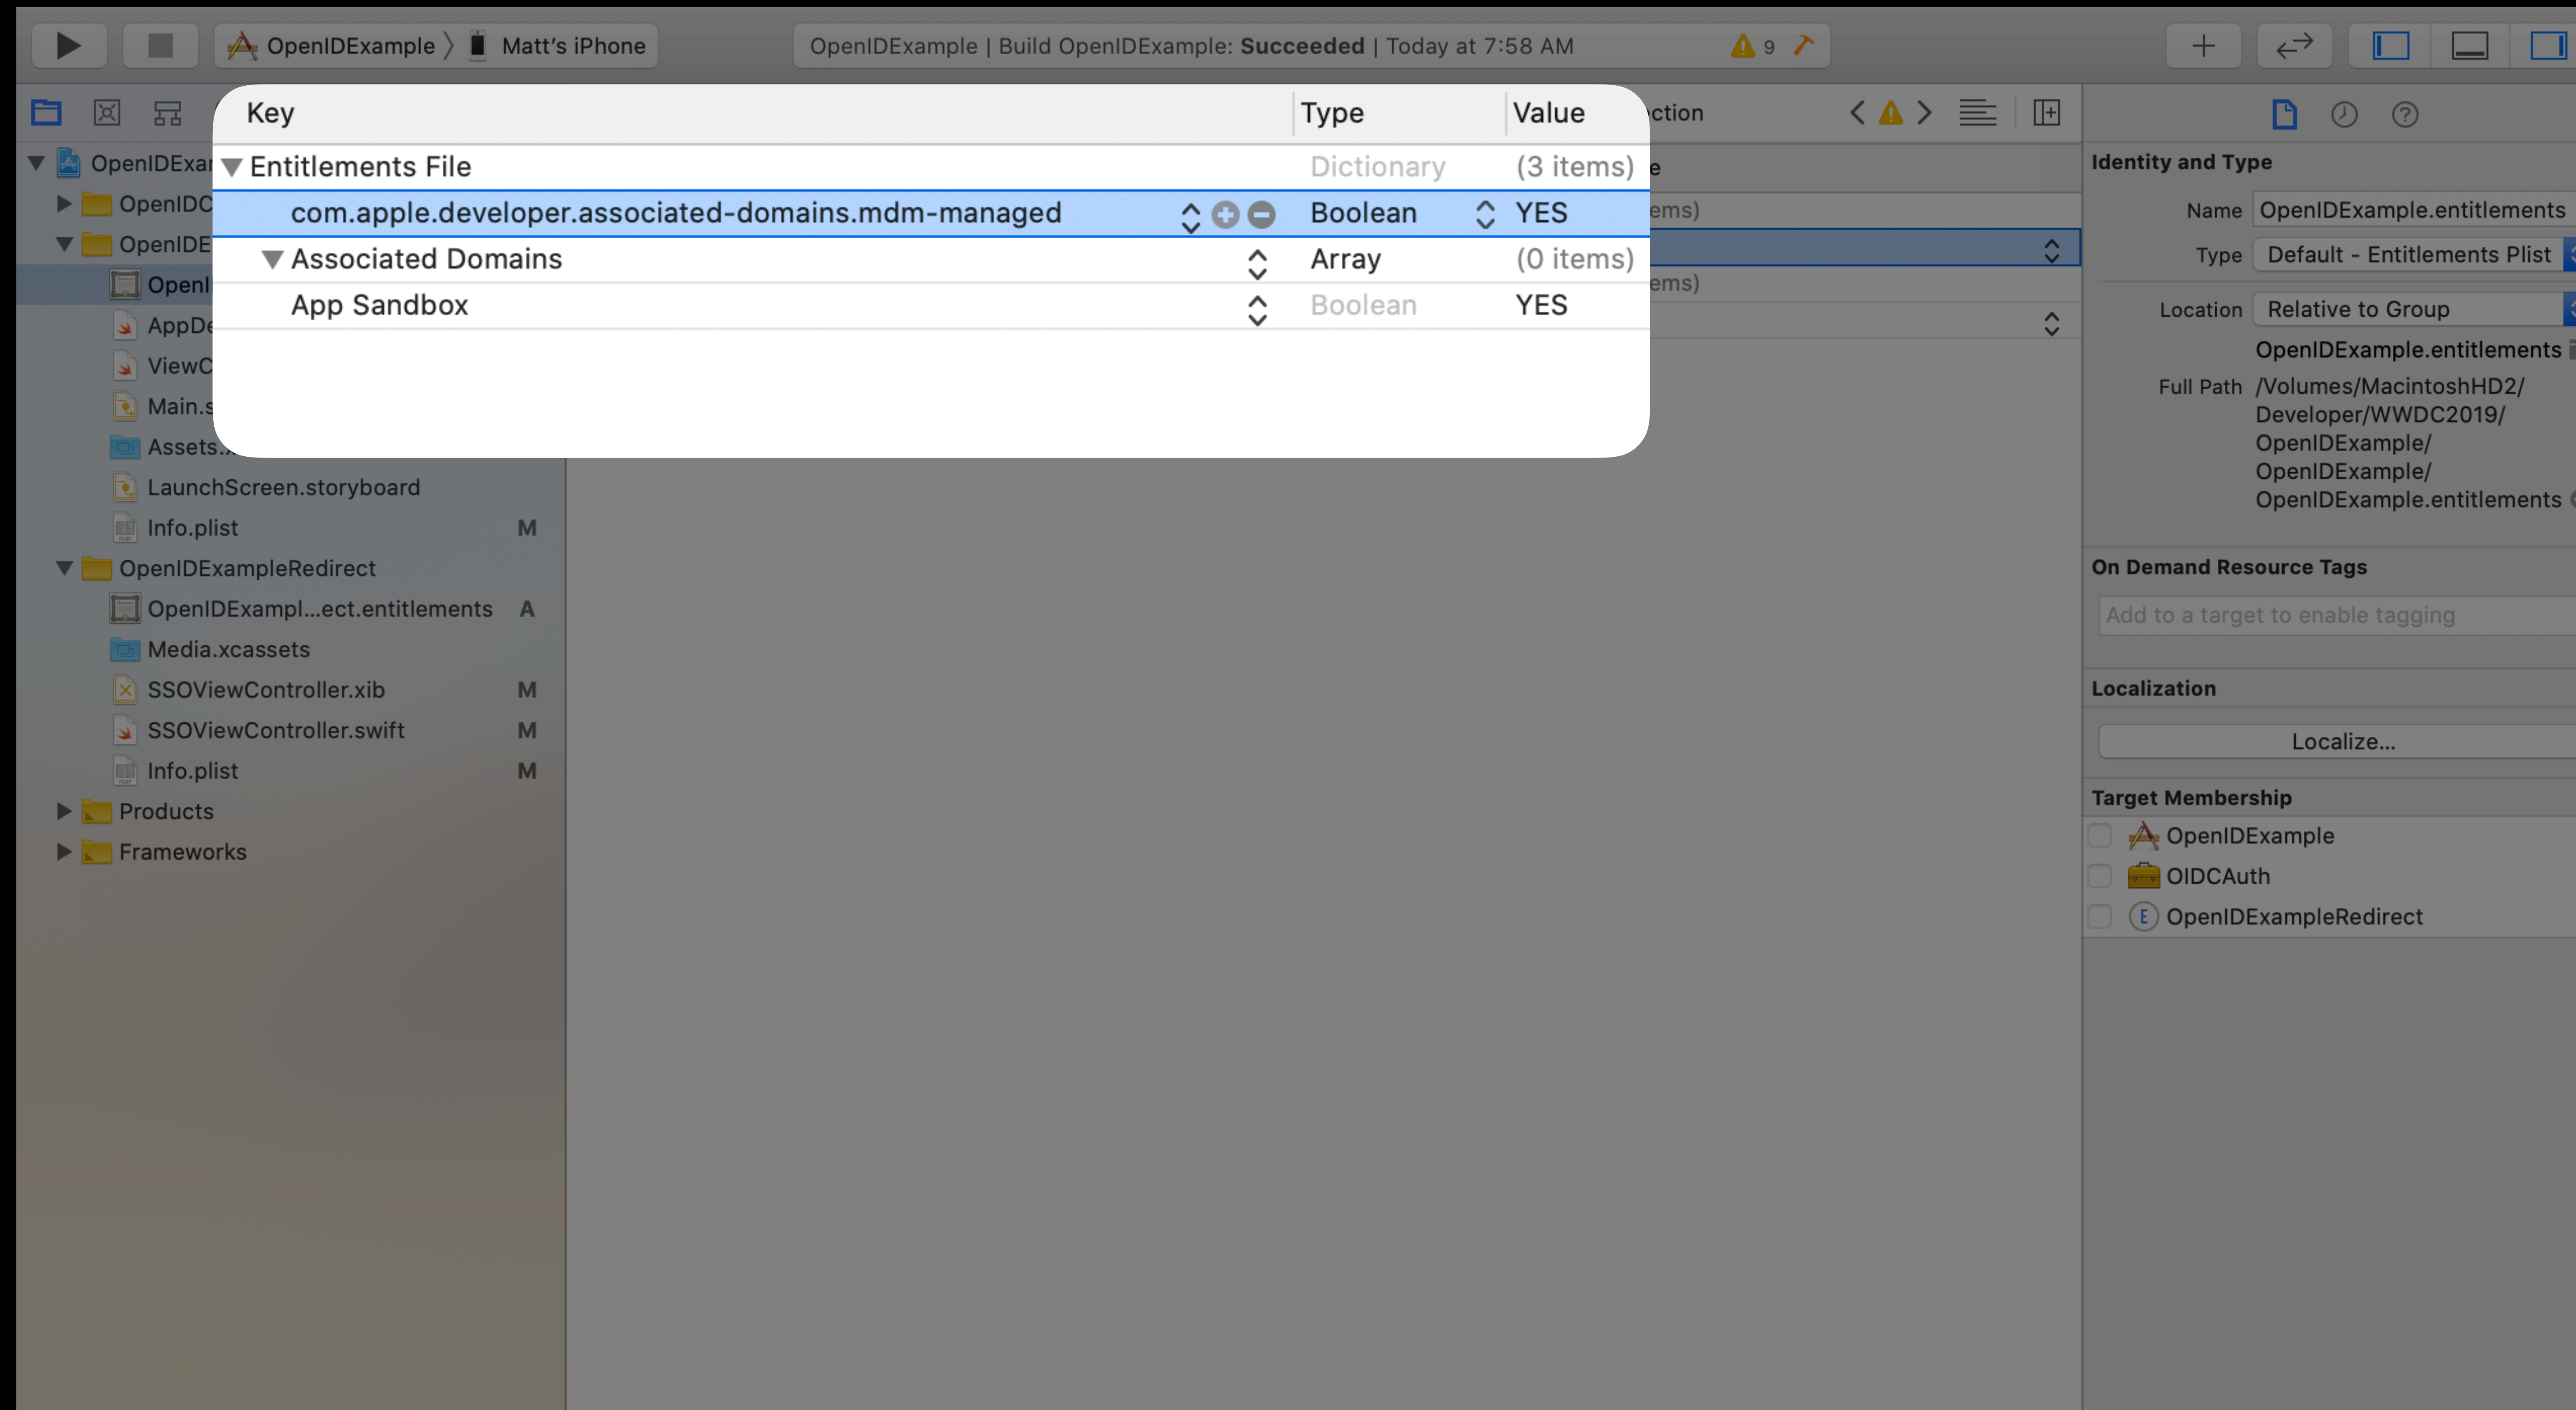 OpenIDExample 〉 Matt's iPhone
OpenIDExample | Build OpenIDExample: Succeeded | Today at 7:58 AM
9
Key Type Value
Entitlements File Dictionary (3 items)
com.apple.developer.associated-domains.mdm-managed Boolean YES
Associated Domains Array (0 items)
App Sandbox Boolean YES
ction
e
ems)
ems)
OpenIDExa
OpenIDC
OpenIDE
OpenI
AppDe
ViewC
Main.s
Assets.x
LaunchScreen.storyboard
Info.plist M
OpenIDExampleRedirect
OpenIDExampl...ect.entitlements A
Media.xcassets
SSOViewController.xib M
SSOViewController.swift M
Info.plist M
Products
Frameworks
Identity and Type
Name OpenIDExample.entitlements
Type Default - Entitlements Plist
Location Relative to Group
OpenIDExample.entitlements
Full Path /Volumes/MacintoshHD2/
Developer/WWDC2019/
OpenIDExample/
OpenIDExample/
OpenIDExample.entitlements
On Demand Resource Tags
Add to a target to enable tagging
Localization
Localize...
Target Membership
OpenIDExample
OIDCAuth
E OpenIDExampleRedirect